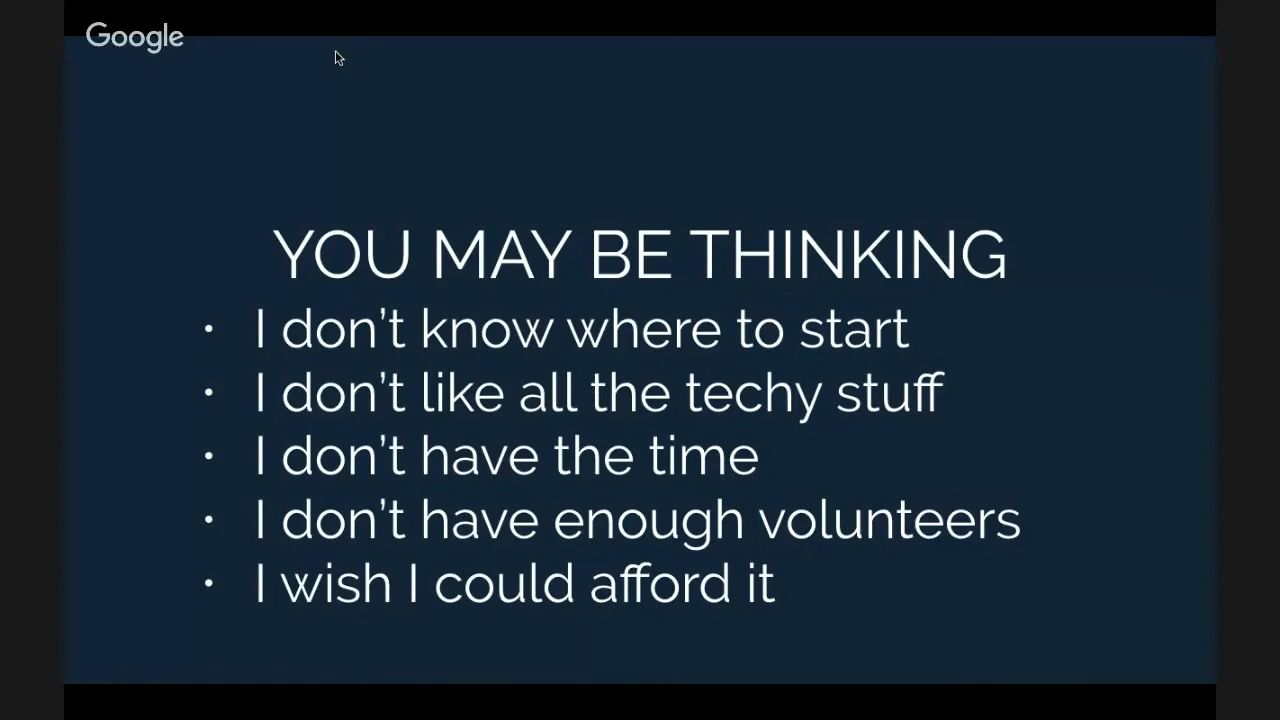 Google
YOU MAY BE THINKING
• I don’t know where to start
• I don’t like all the techy stuff
• I don’t have the time
• I don’t have enough volunteers
• I wish I could afford it